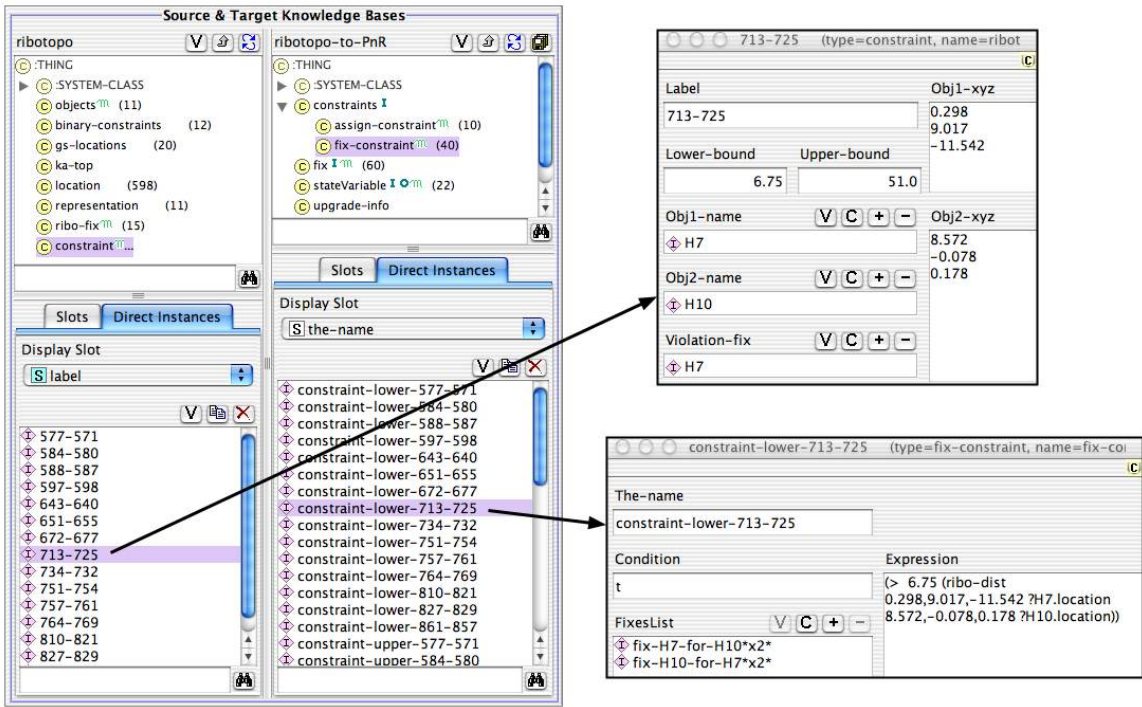 Source & Target Knowledge Bases
ribotopo
V
:THING
:SYSTEM-CLASS
objects m (11)
binary-constraints (12)
gs-locations (20)
ka-top
location (598)
representation (11)
ribo-fix m (15)
constraint m...
Slots
Direct Instances
Display Slot
S label
V
577-571
584-580
588-587
597-598
643-640
651-655
672-677
713-725
734-732
751-754
757-761
764-769
810-821
827-829
ribotopo-to-PnR
V
:THING
:SYSTEM-CLASS
constraints I
assign-constraint m (10)
fix-constraint m (40)
fix I m (60)
stateVariable I O m (22)
upgrade-info
Slots
Direct Instances
Display Slot
S the-name
V
constraint-lower-577-571
constraint-lower-584-580
constraint-lower-588-587
constraint-lower-597-598
constraint-lower-643-640
constraint-lower-651-655
constraint-lower-672-677
constraint-lower-713-725
constraint-lower-734-732
constraint-lower-751-754
constraint-lower-757-761
constraint-lower-764-769
constraint-lower-810-821
constraint-lower-827-829
constraint-lower-861-857
constraint-upper-577-571
constraint-upper-584-580
713-725 (type=constraint, name=ribot
C
Label
713-725
Obj1-xyz
0.298
9.017
-11.542
Lower-bound Upper-bound
6.75 51.0
Obj1-name V C + −
H7
Obj2-xyz
8.572
-0.078
0.178
Obj2-name V C + −
H10
Violation-fix V C + −
H7
constraint-lower-713-725 (type=fix-constraint, name=fix-co
C
The-name
constraint-lower-713-725
Condition
t
Expression
(> 6.75 (ribo-dist
0.298,9.017,-11.542 ?H7.location
8.572,-0.078,0.178 ?H10.location))
FixesList V C + −
fix-H7-for-H10*x2*
fix-H10-for-H7*x2*